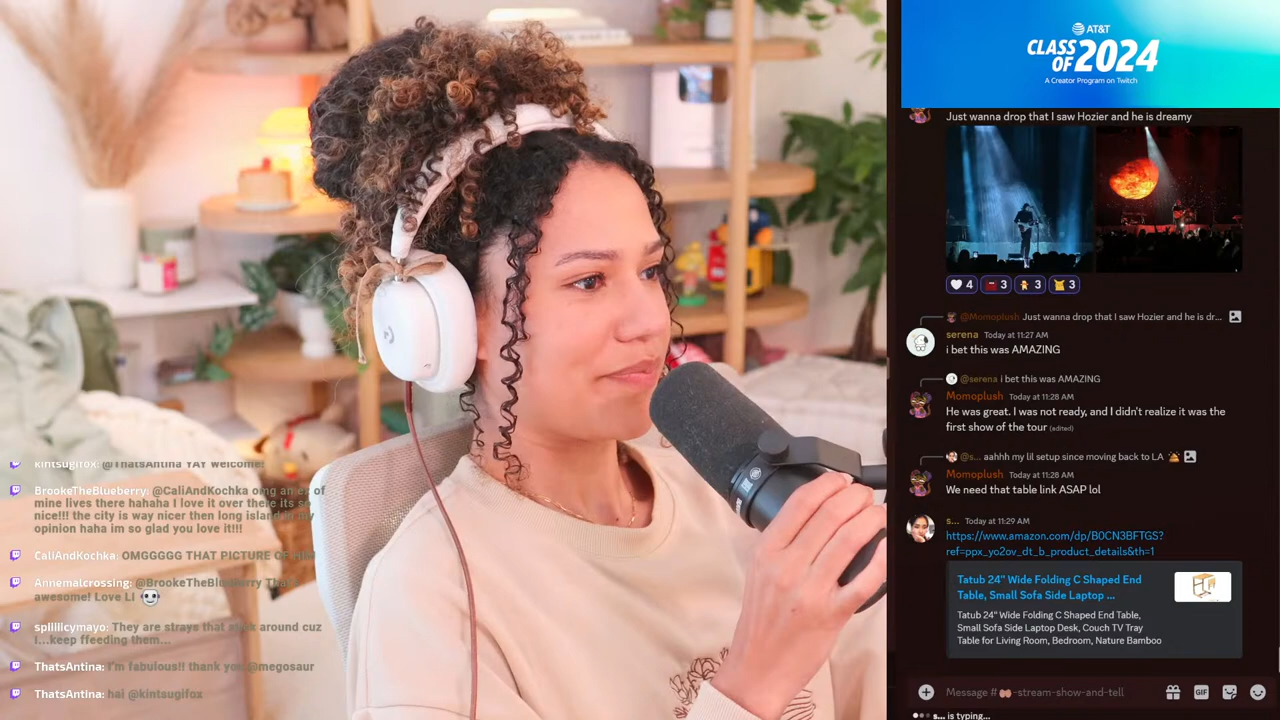 kintsugifox: @ThatsAntina YAY welcome!
BrookeTheBlueberry: @CaliAndKochka omg an ex of
mine lives there hahaha I love it over there its so
nice!!! the city is way nicer then long island in my
opinion haha im so glad you love it!!!
CaliAndKochka: OMGGGGG THAT PICTURE OF
Annemalcrossing: @BrookeTheBlueberry Thats
awesome! Love LI
spliiiiicymayo: They are strays that stick around cuz
I...keep ffeeding them...
ThatsAntina: I'm fabulous!! thank you @megosaur
ThatsAntina: hai @kintsugifox
AT&T
CLASS
OF 2024
A Creator Program on Twitch
Just wanna drop that I saw Hozier and he is dreamy
4 3 3 3
@Momoplush Just wanna drop that I saw Hozier and he is dr...
serena Today at 11:27 AM
i bet this was AMAZING
@serena i bet this was AMAZING
Momoplush Today at 11:28 AM
He was great. I was not ready, and I didn't realize it was the
first show of the tour (edited)
@s... aahhh my lil setup since moving back to LA
Momoplush Today at 11:28 AM
We need that table link ASAP lol
s... Today at 11:29 AM
https://www.amazon.com/dp/B0CN3BFTGS?
ref=ppx_yo2ov_dt_b_product_details&th=1
Tatub 24" Wide Folding C Shaped End
Table, Small Sofa Side Laptop ...
Tatub 24" Wide Folding C Shaped End Table,
Small Sofa Side Laptop Desk, Couch TV Tray
Table for Living Room, Bedroom, Nature Bamboo
Message # -stream-show-and-tell
GIF
s... is typing...